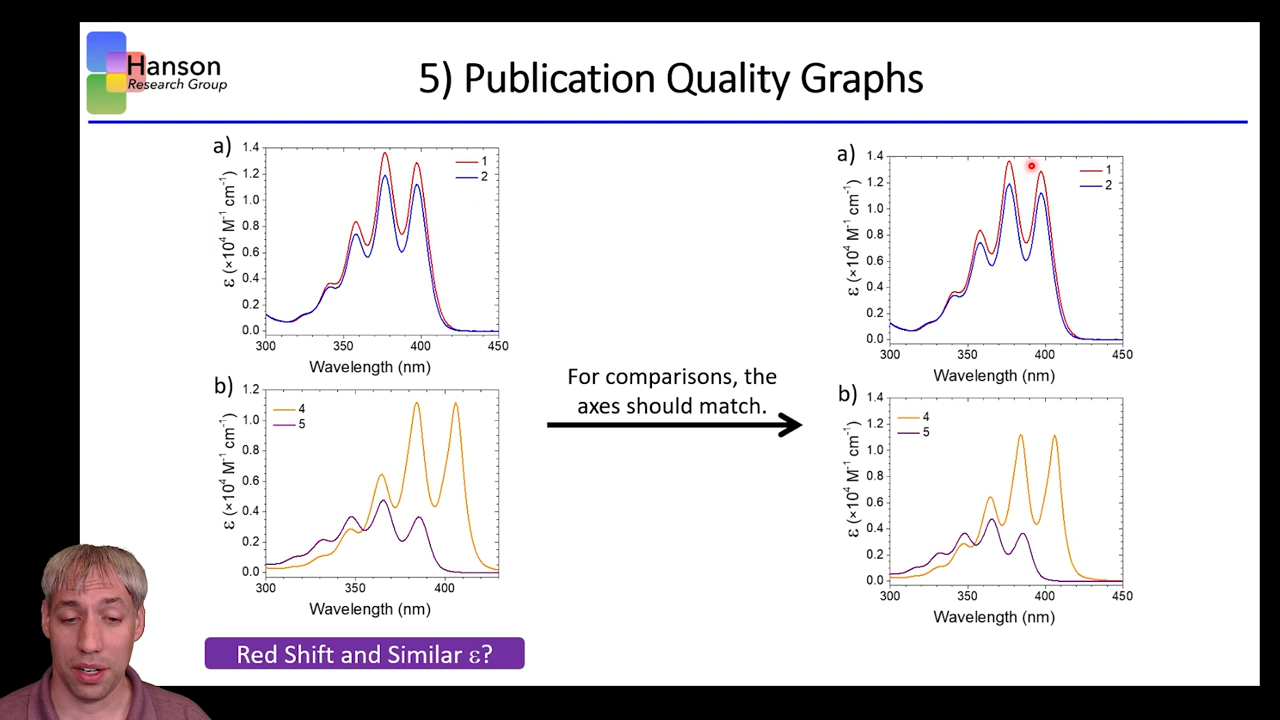 Hanson
Research Group
5) Publication Quality Graphs
a)
1.4
1.2
1.0
0.8
0.6
0.4
0.2
0.0
ε (×10⁴ M⁻¹ cm⁻¹)
1
2
300 350 400 450
Wavelength (nm)
b)
1.2
1.0
0.8
0.6
0.4
0.2
0.0
ε (×10⁴ M⁻¹ cm⁻¹)
4
5
300 350 400
Wavelength (nm)
Red Shift and Similar ε?
For comparisons, the
axes should match.
a)
1.4
1.2
1.0
0.8
0.6
0.4
0.2
0.0
ε (×10⁴ M⁻¹ cm⁻¹)
1
2
300 350 400 450
Wavelength (nm)
b)
1.4
1.2
1.0
0.8
0.6
0.4
0.2
0.0
ε (×10⁴ M⁻¹ cm⁻¹)
4
5
300 350 400 450
Wavelength (nm)